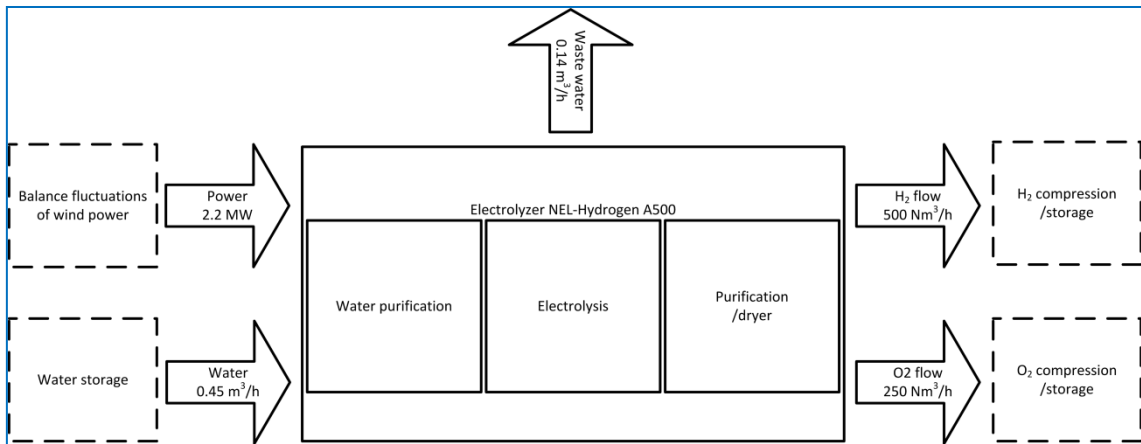 Waste water
0.14 m³/h
Balance fluctuations
of wind power
Power
2.2 MW
Electrolyzer NEL-Hydrogen A500
H₂ flow
500 Nm³/h
H₂ compression
/storage
Water purification
Electrolysis
Purification
/dryer
Water storage
Water
0.45 m³/h
O2 flow
250 Nm³/h
O₂ compression
/storage